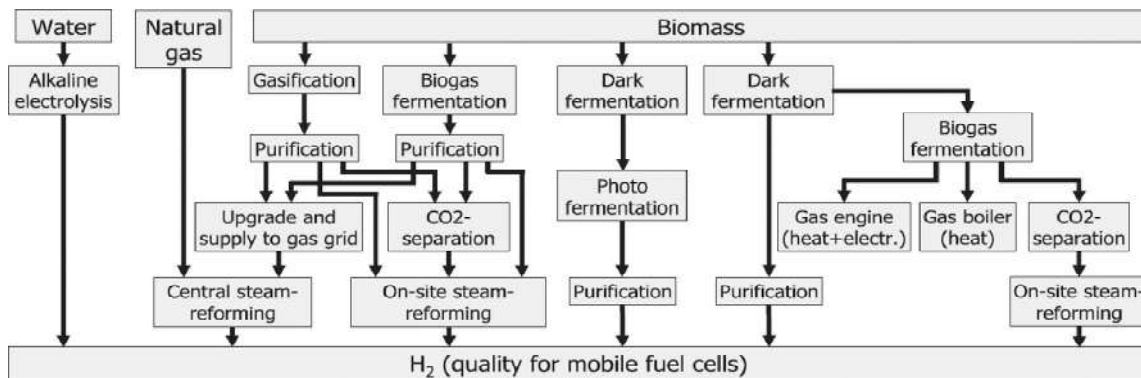 Water
Natural
gas
Biomass
Alkaline
electrolysis
Gasification
Biogas
fermentation
Dark
fermentation
Dark
fermentation
Biogas
fermentation
Purification
Purification
Photo
fermentation
Upgrade and
supply to gas grid
CO2-
separation
Gas engine
(heat+electr.)
Gas boiler
(heat)
CO2-
separation
Central steam-
reforming
On-site steam-
reforming
Purification
Purification
On-site steam-
reforming
H₂ (quality for mobile fuel cells)